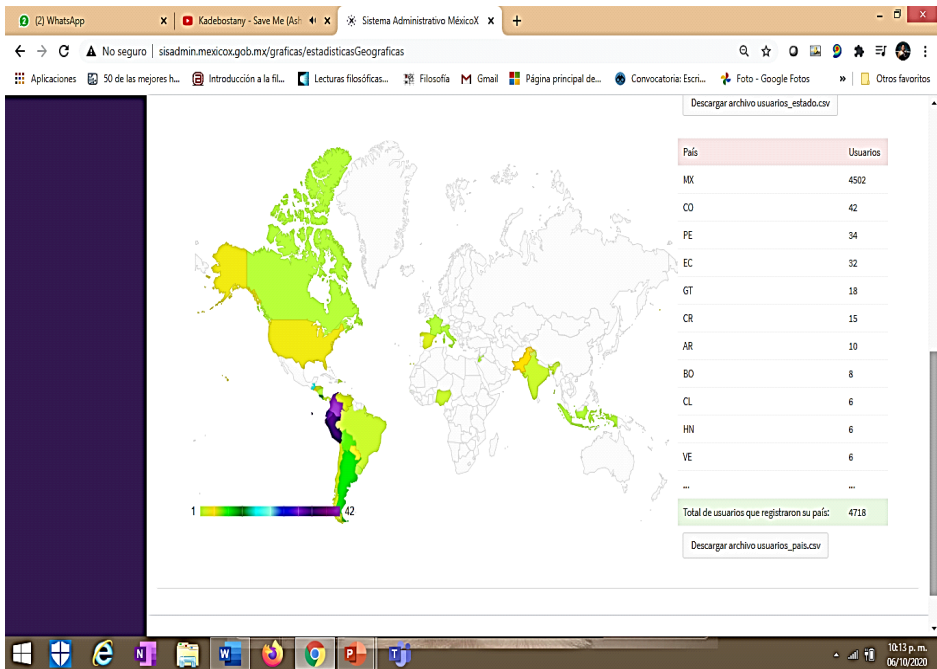 (2) WhatsApp
Kadebostany - Save Me (Ash
Sistema Administrativo MéxicoX
No seguro | sisadmin.mexicox.gob.mx/graficas/estadisticasGeograficas
Aplicaciones
50 de las mejores h...
Introducción a la fil...
Lecturas filosóficas...
Filosofía
Gmail
Página principal de...
Convocatoria: Escri...
Foto - Google Fotos
»
Otros favoritos
Descargar archivo usuarios_estado.csv
País Usuarios
MX 4502
CO 42
PE 34
EC 32
GT 18
CR 15
AR 10
BO 8
CL 6
HN 6
VE 6
... ...
Total de usuarios que registraron su país: 4718
Descargar archivo usuarios_pais.csv
1 42
10:13 p. m.
06/10/2020